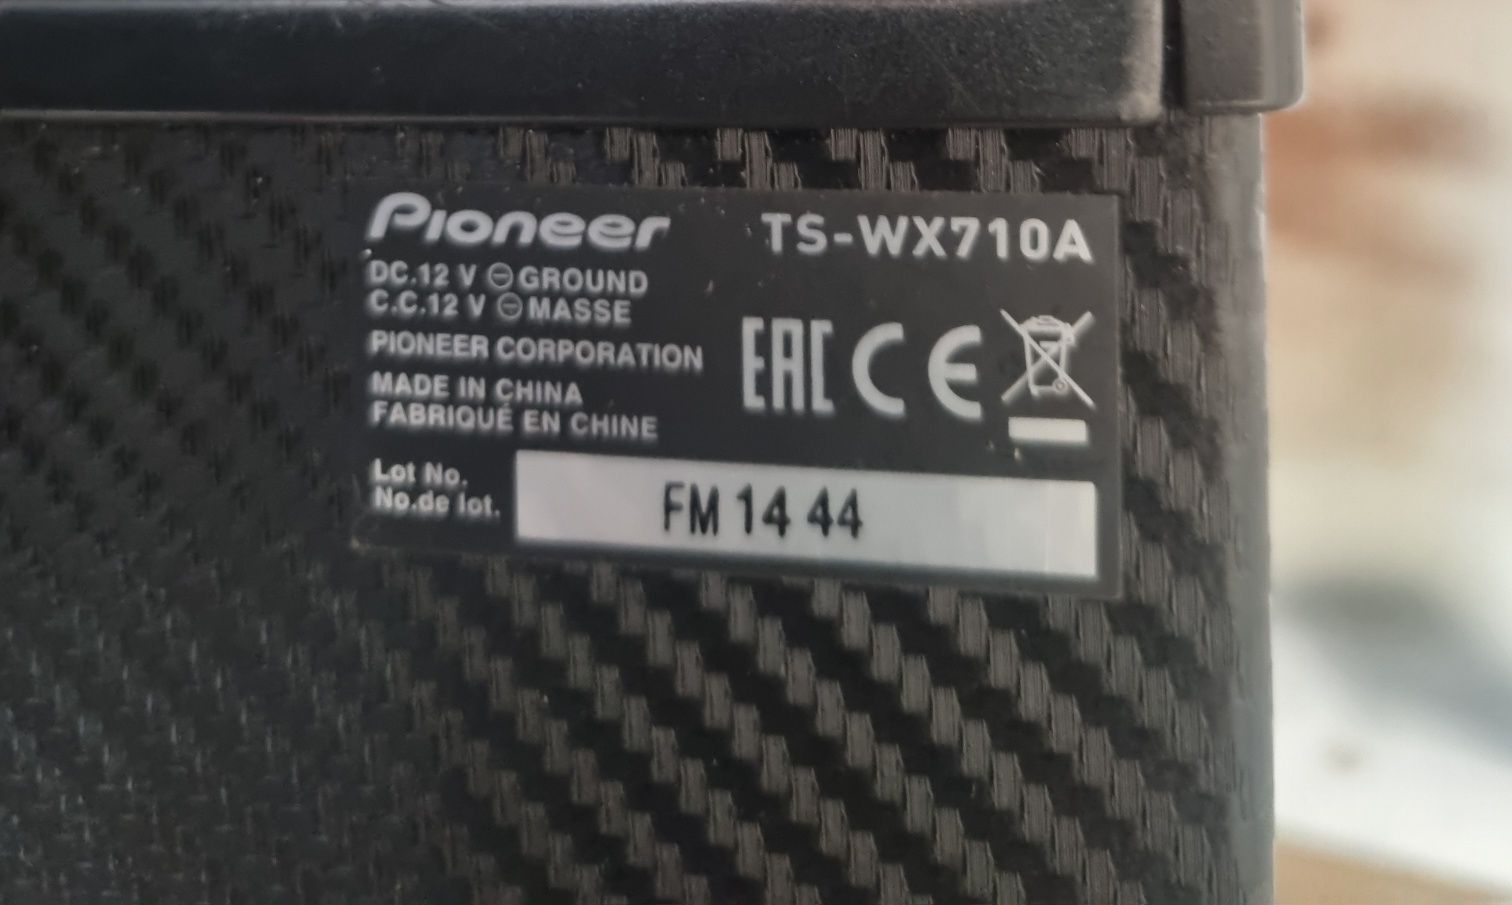 Pioneer TS-WX710A
DC.12 V ⊖ GROUND
C.C.12 V ⊖ MASSE
PIONEER CORPORATION
MADE IN CHINA
FABRIQUÉ EN CHINE
EAC CE
Lot No.
No.de lot.
FM 14 44